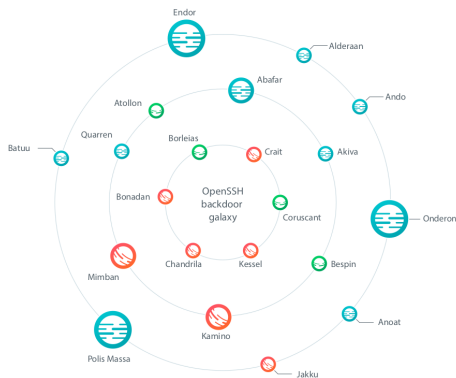 Endor
Alderaan
Abafar
Ando
Atollon
Quarren
Borleias
Batuu
Crait
Akiva
OpenSSH
backdoor
galaxy
Bonadan
Coruscant
Onderon
Chandrila
Kessel
Bespin
Mimban
Anoat
Kamino
Polis Massa
Jakku